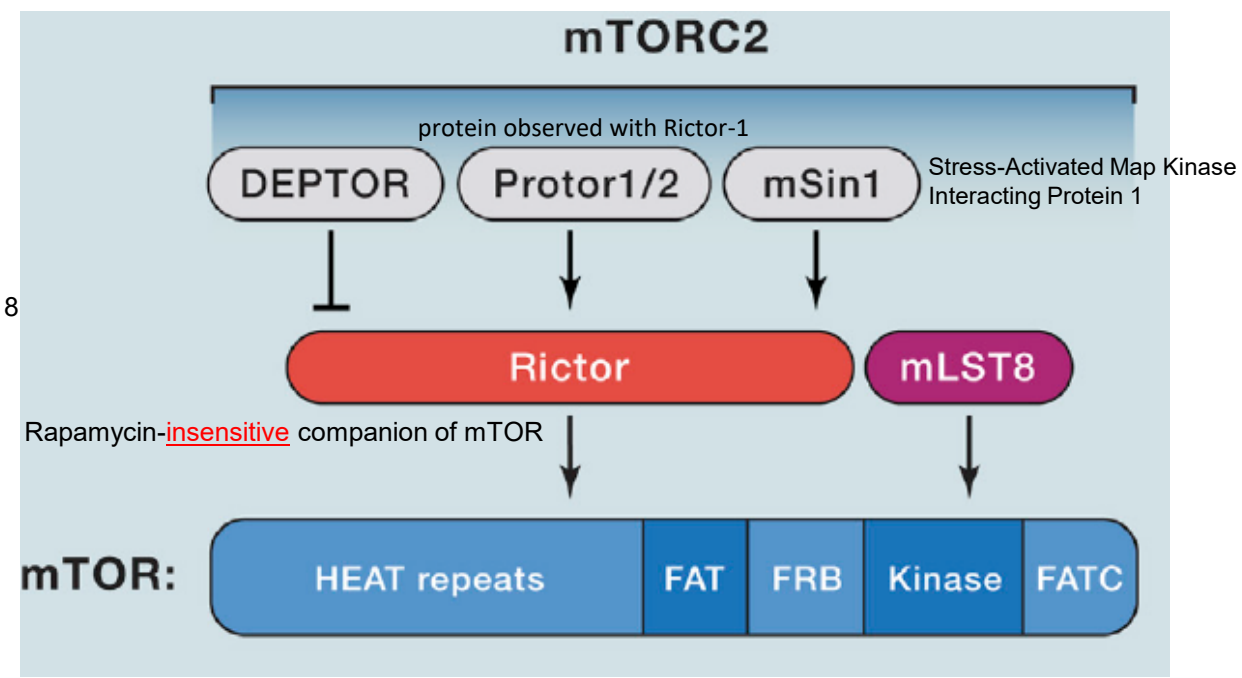 mTORC2
protein observed with Rictor-1
DEPTOR
Protor1/2
mSin1
Stress-Activated Map Kinase
Interacting Protein 1
8
Rictor
mLST8
Rapamycin-insensitive companion of mTOR
mTOR:
HEAT repeats
FAT
FRB
Kinase
FATC